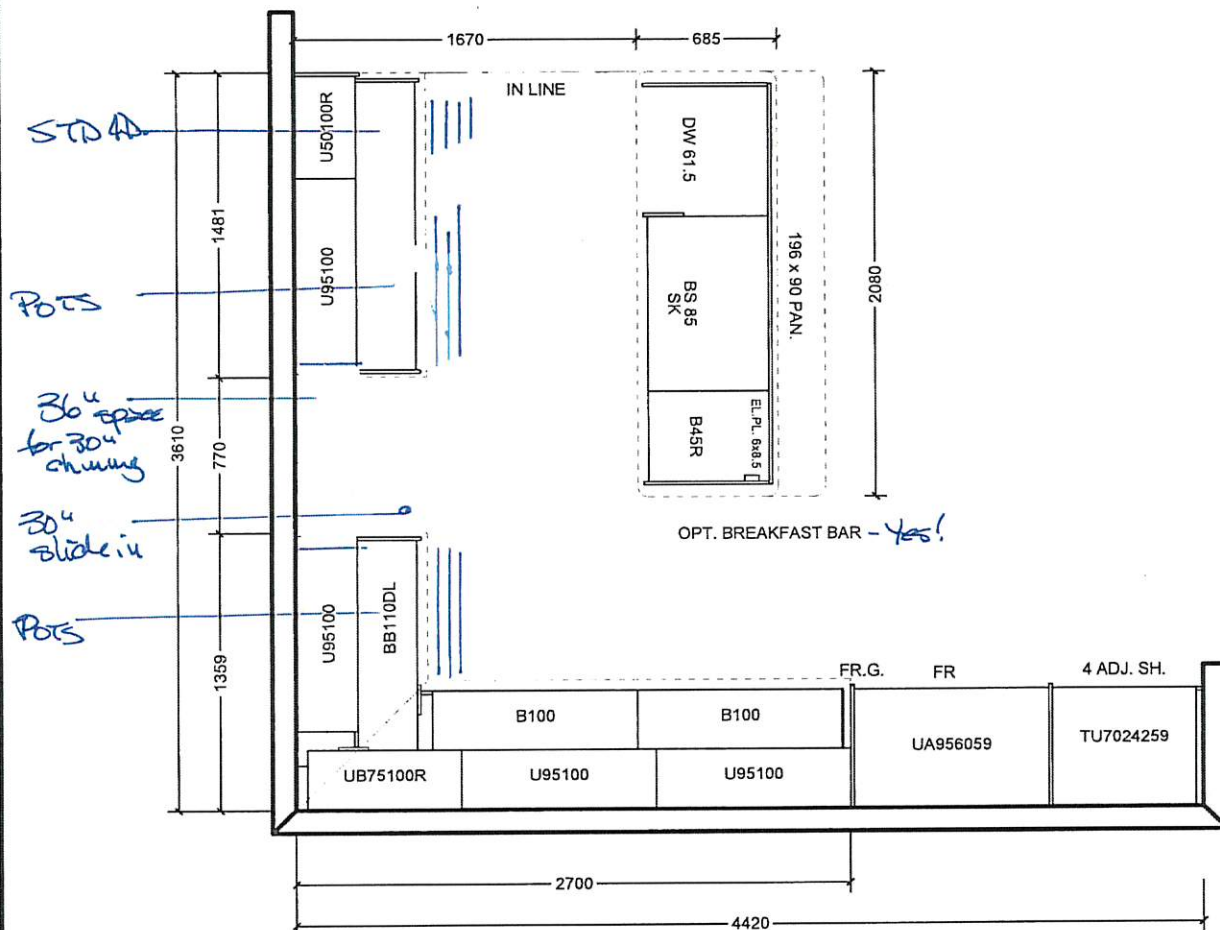 1670
685
IN LINE
STD 4D
U50100R
DW 61.5
1481
U95100
POTS
BS 85
SK
196 x 90 PAN.
2080
36" space
for 30"
3610
770
B45R
EL.PL. 6x8.5
30"
slide in
OPT. BREAKFAST BAR - Yes!
POTS
U95100
BB110DL
1359
FR.G.
FR
4 ADJ. SH.
B100
B100
UA956059
TU7024259
UB75100R
U95100
U95100
2700
4420